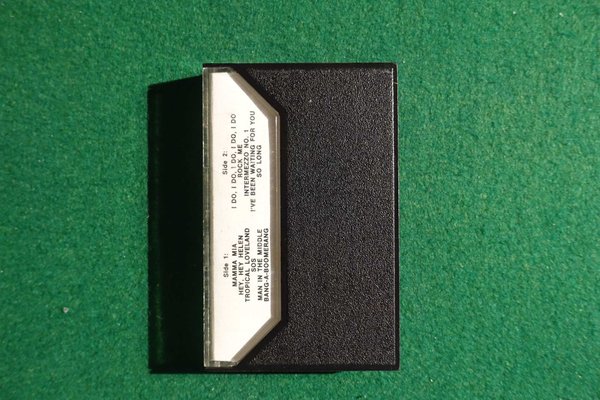 Side 1:
MAMMA MIA
HEY, HEY HELEN
TROPICAL LOVELAND
SOS
MAN IN THE MIDDLE
BANG-A-BOOMERANG
Side 2:
I DO, I DO, I DO, I DO, I DO
ROCK ME
INTERMEZZO NO. 1
I'VE BEEN WAITING FOR YOU
SO LONG